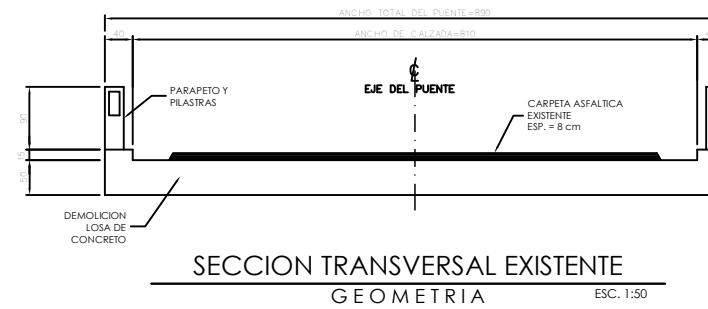 ANCHO TOTAL DEL PUENTE=890
40
ANCHO DE CALZADA=810
EJE DEL PUENTE
PARAPETO Y
PILASTRAS
CARPETA ASFALTICA
EXISTENTE
ESP. = 8 cm
90
15
50
DEMOLICION
LOSA DE
CONCRETO
SECCION TRANSVERSAL EXISTENTE
GEOMETRIA
ESC. 1:50